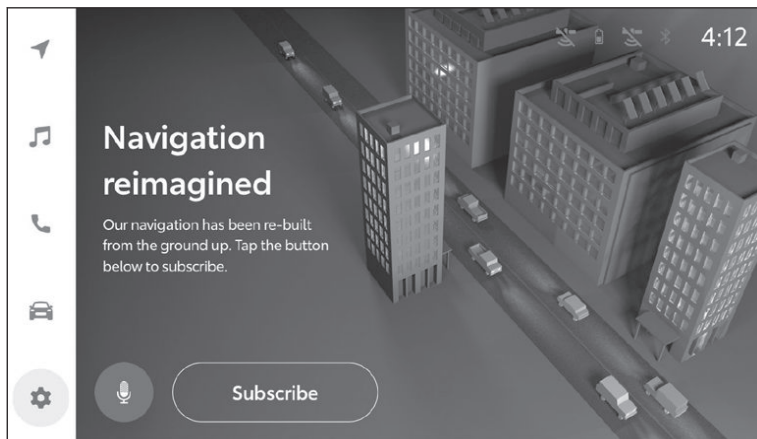 4:12
Navigation
reimagined
Our navigation has been re-built
from the ground up. Tap the button
below to subscribe.
Subscribe